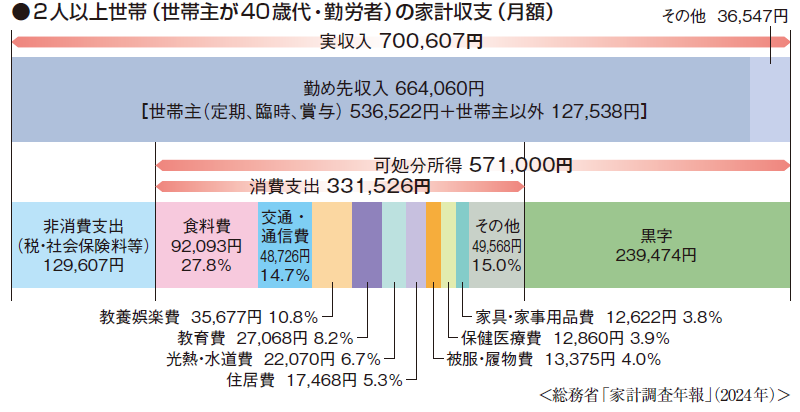 ●2人以上世帯（世帯主が40歳代・勤労者）の家計収支（月額）
その他 36,547円
実収入 700,607円
勤め先収入 664,060円
［世帯主（定期、臨時、賞与） 536,522円＋世帯主以外 127,538円］
可処分所得 571,000円
消費支出 331,526円
非消費支出
（税・社会保険料等）
129,607円
食料費
92,093円
27.8％
交通・
通信費
48,726円
14.7％
その他
49,568円
15.0％
黒字
239,474円
教養娯楽費 35,677円 10.8％
教育費 27,068円 8.2％
光熱・水道費 22,070円 6.7％
住居費 17,468円 5.3％
家具・家事用品費 12,622円 3.8％
保健医療費 12,860円 3.9％
被服・履物費 13,375円 4.0％
＜総務省「家計調査年報」（2024年）＞